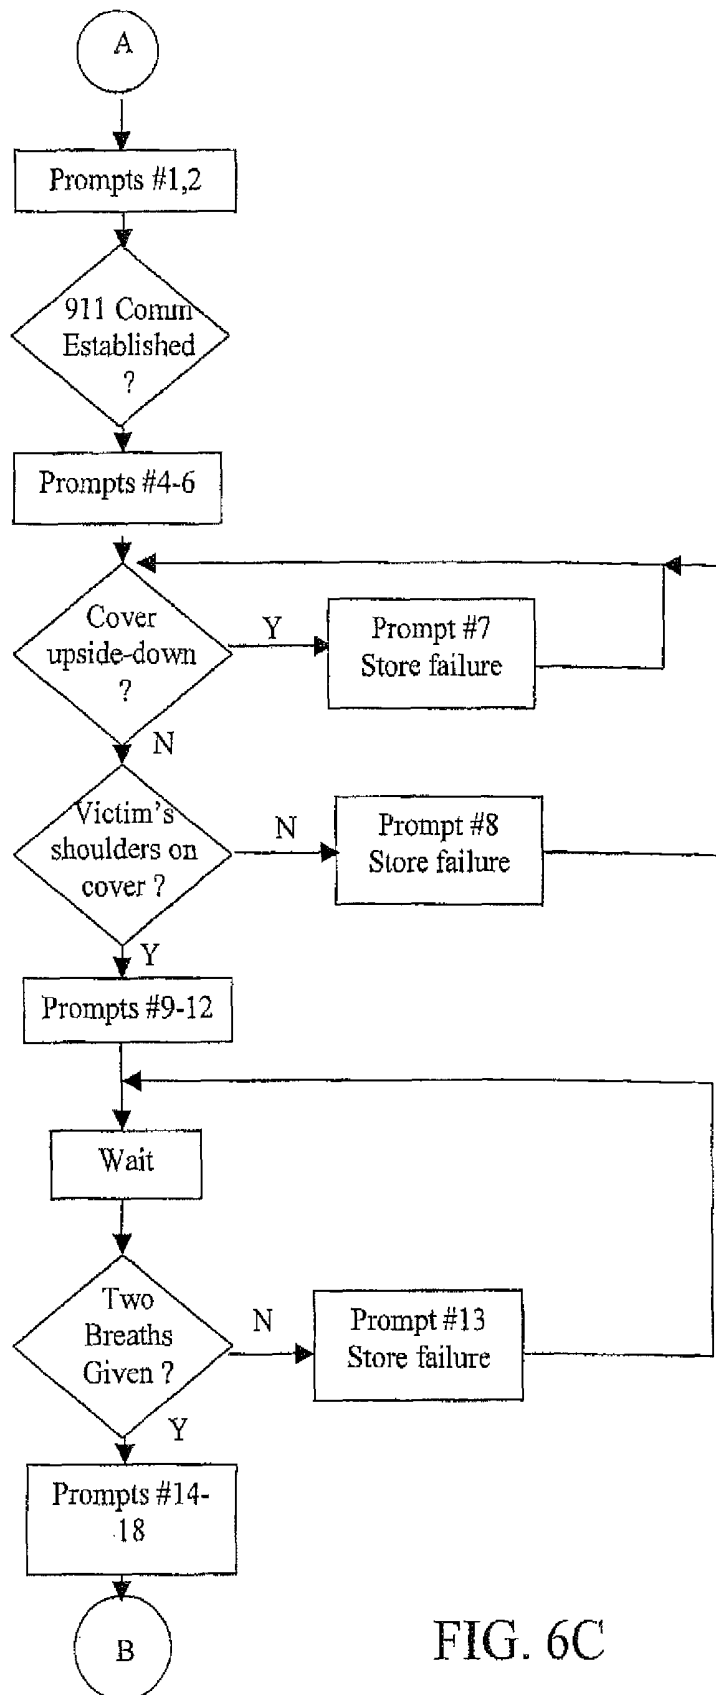 A
Prompts #1,2
911 Comm
Established
?
Prompts #4-6
Cover
upside-down
?
Y
Prompt #7
Store failure
N
Victim's
shoulders on
cover ?
N
Prompt #8
Store failure
Y
Prompts #9-12
Wait
Two
Breaths
Given ?
N
Prompt #13
Store failure
Y
Prompts #14-
18
B
FIG. 6C